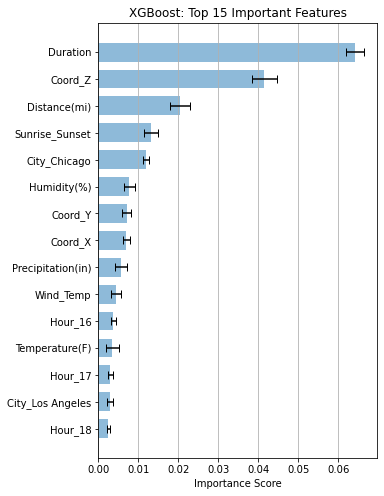 XGBoost: Top 15 Important Features
Duration
Coord_Z
Distance(mi)
Sunrise_Sunset
City_Chicago
Humidity(%)
Coord_Y
Coord_X
Precipitation(in)
Wind_Temp
Hour_16
Temperature(F)
Hour_17
City_Los Angeles
Hour_18
0.00 0.01 0.02 0.03 0.04 0.05 0.06
Importance Score